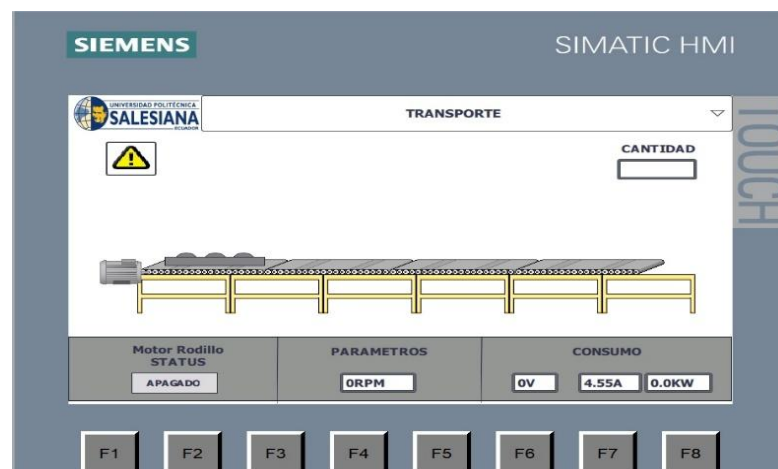 SIEMENS
SIMATIC HMI
TOUCH
UNIVERSIDAD POLITÉCNICA
SALESIANA
ECUADOR
TRANSPORTE
CANTIDAD
Motor Rodillo
STATUS
APAGADO
PARAMETROS
0RPM
CONSUMO
0V
4.55A
0.0KW
F1
F2
F3
F4
F5
F6
F7
F8